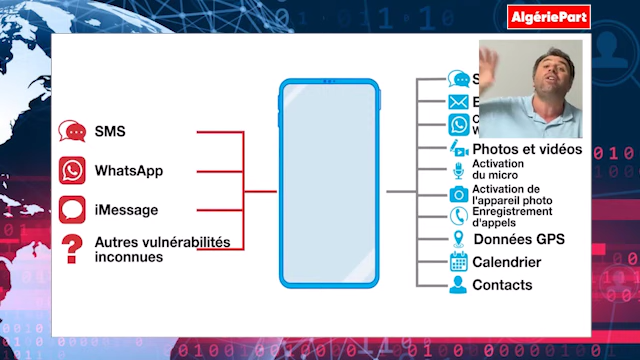 AlgériePart
SMS
WhatsApp
iMessage
Autres vulnérabilités
inconnues
Photos et vidéos
Activation
du micro
Activation de
l'appareil photo
Enregistrement
d'appels
Données GPS
Calendrier
Contacts